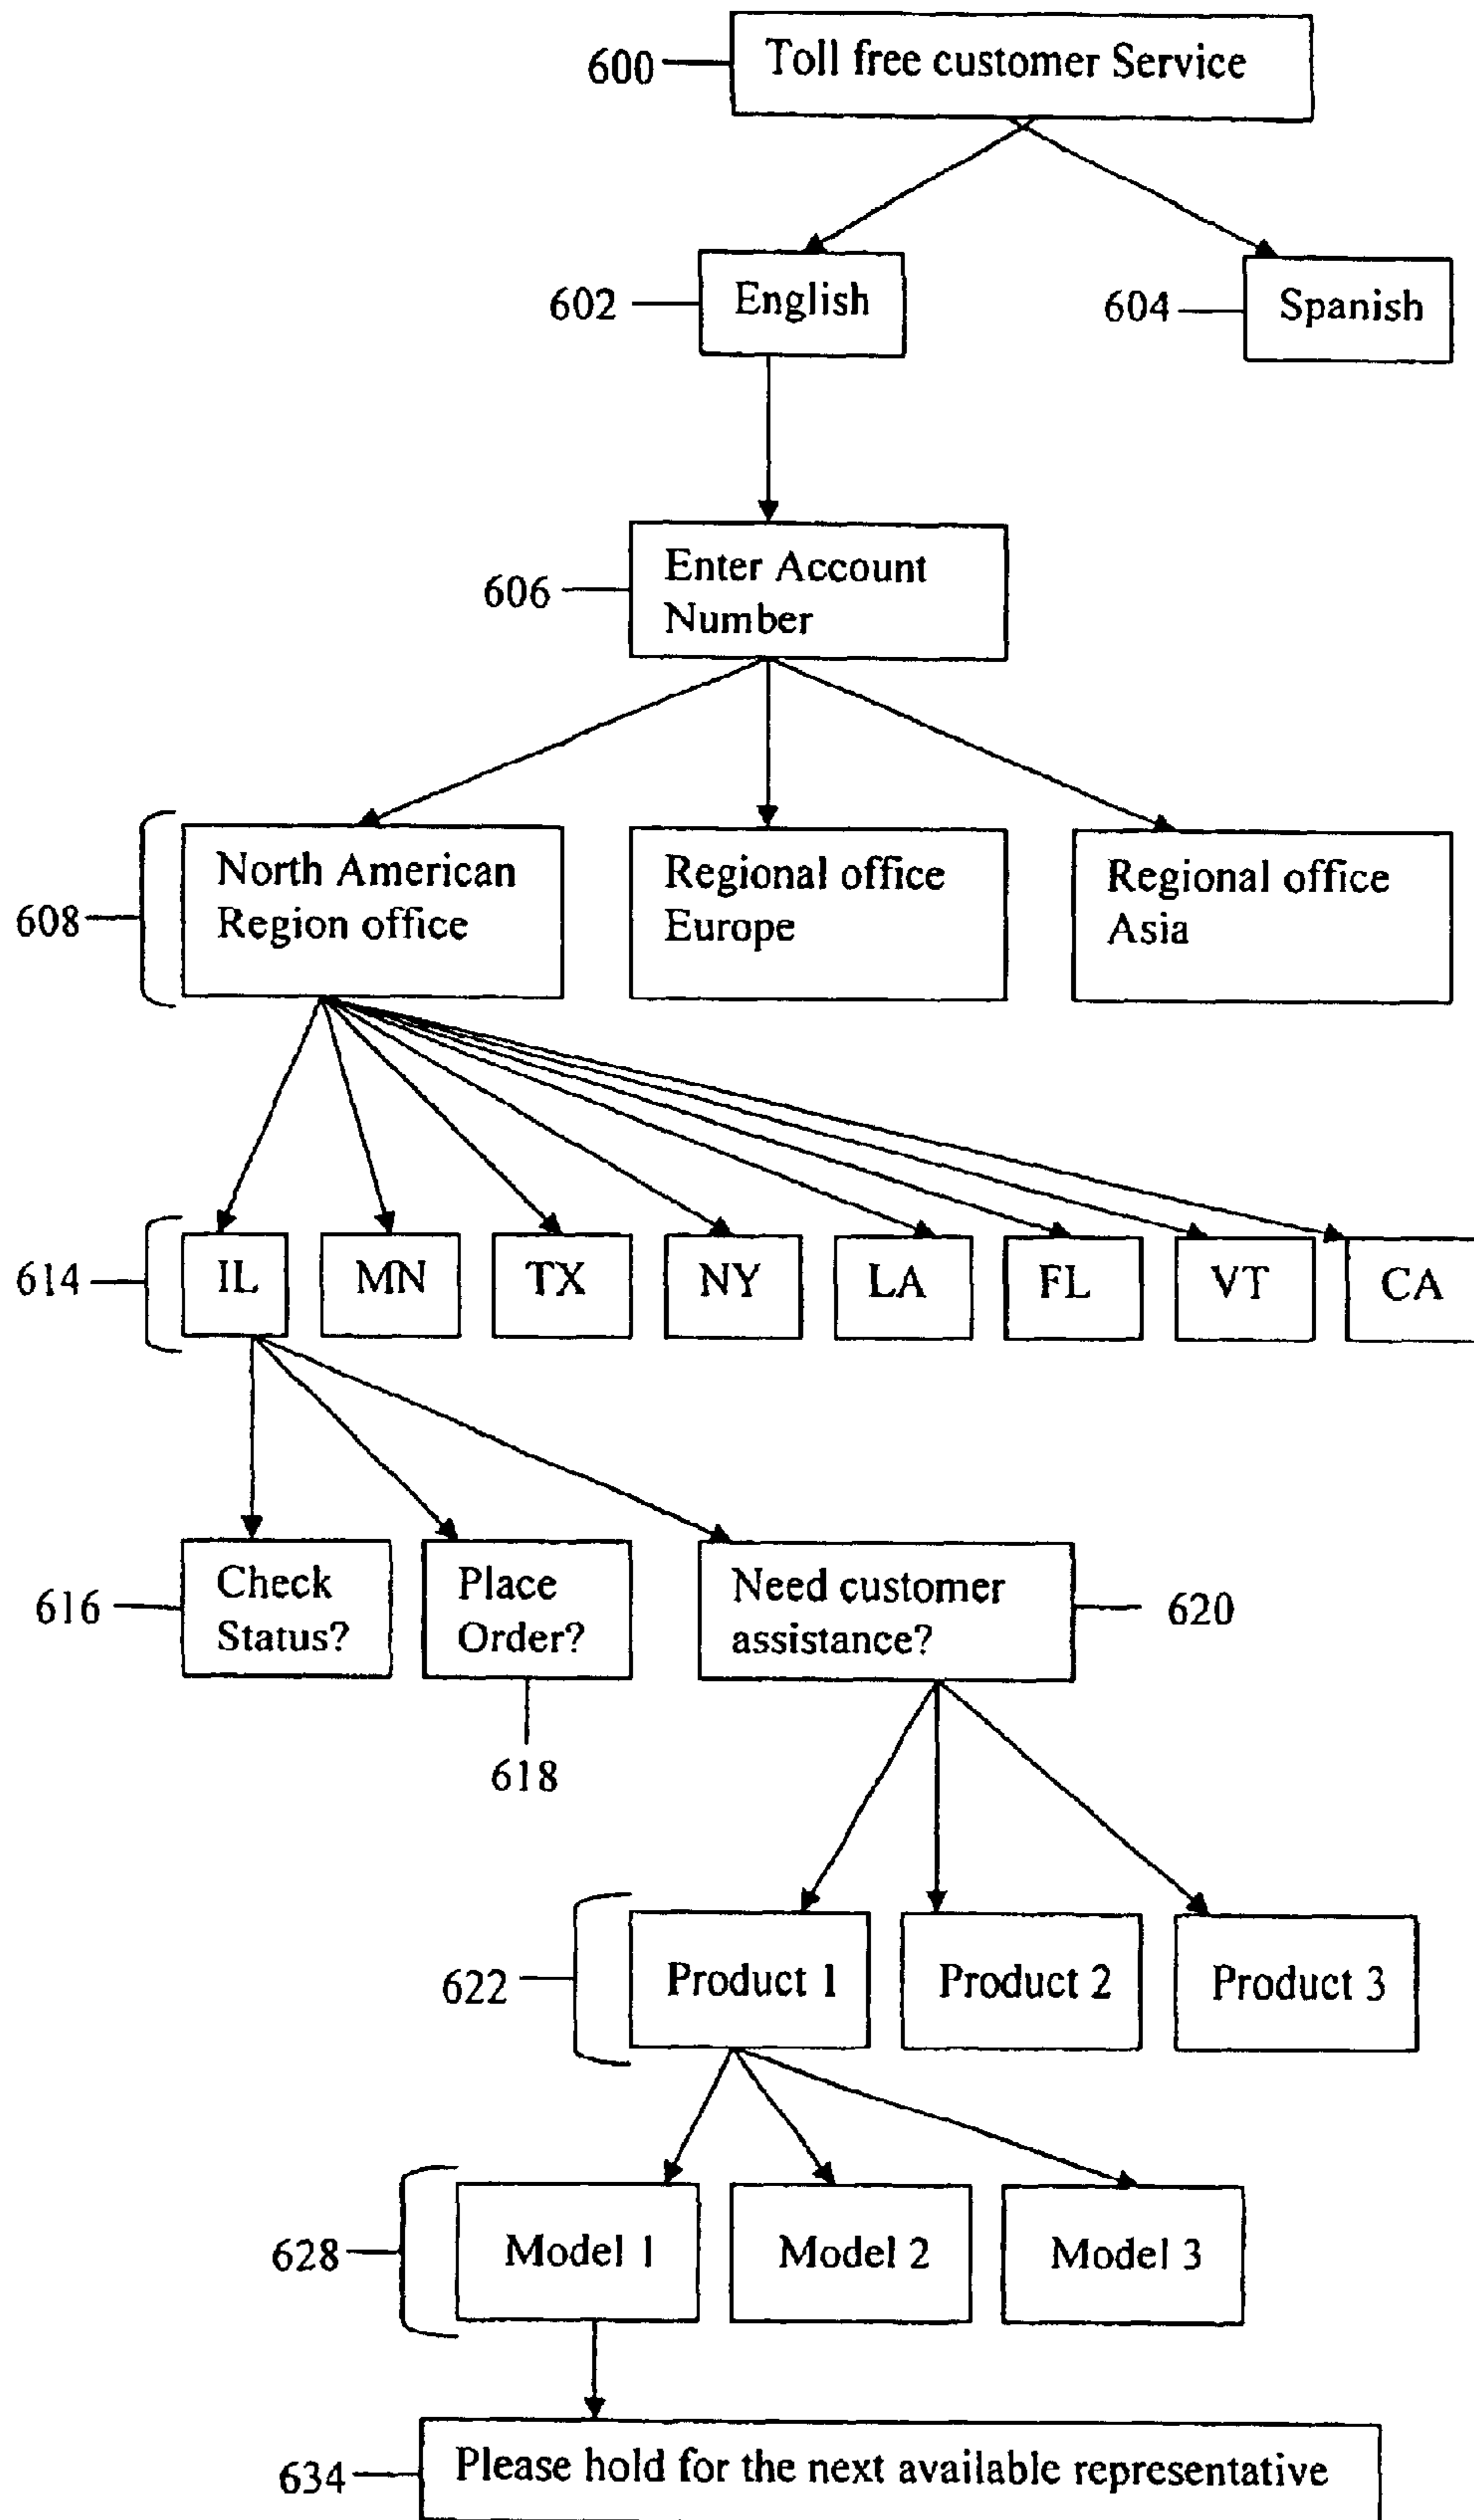 600
Toll free customer Service
602
English
604
Spanish
606
Enter Account
Number
608
North American
Region office
Regional office
Europe
Regional office
Asia
614
IL
MN
TX
NY
LA
FL
VT
CA
616
Check
Status?
Place
Order?
Need customer
assistance?
620
618
622
Product 1
Product 2
Product 3
628
Model 1
Model 2
Model 3
634
Please hold for the next available representative